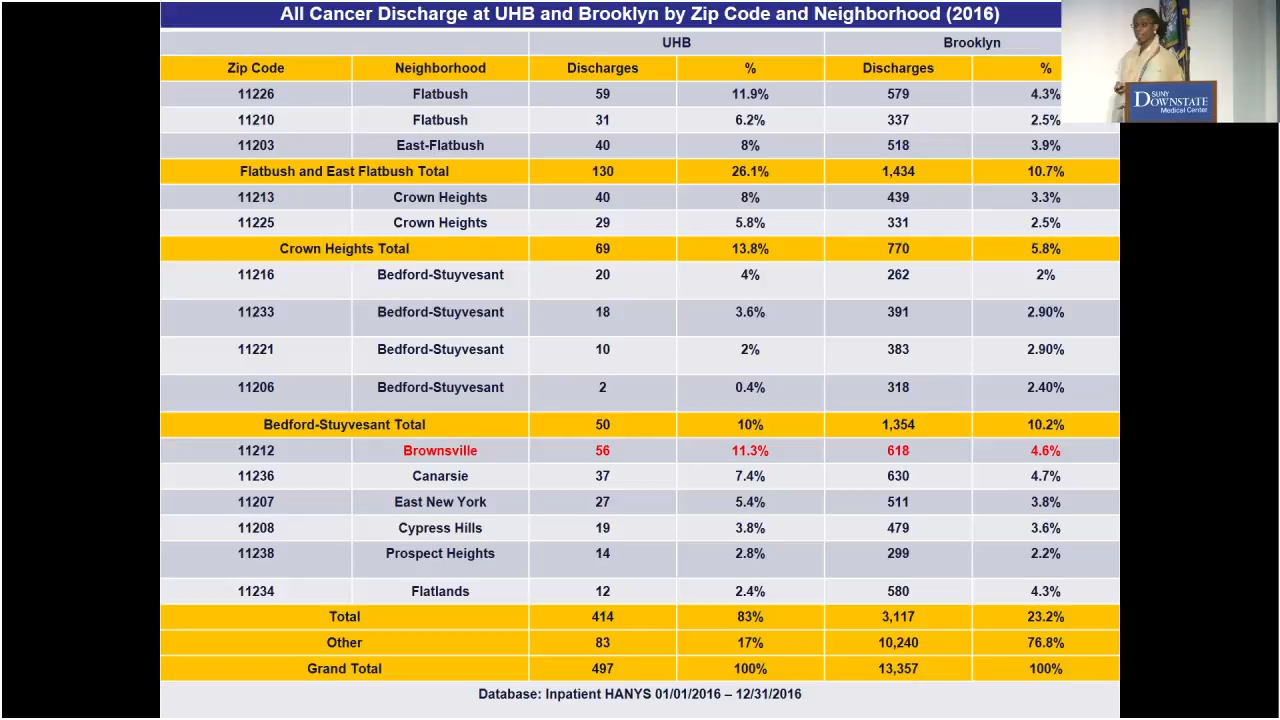 All Cancer Discharge at UHB and Brooklyn by Zip Code and Neighborhood (2016)
UHB Brooklyn
Zip Code Neighborhood Discharges % Discharges %
11226 Flatbush 59 11.9% 579 4.3%
11210 Flatbush 31 6.2% 337 2.5%
11203 East-Flatbush 40 8% 518 3.9%
Flatbush and East Flatbush Total 130 26.1% 1,434 10.7%
11213 Crown Heights 40 8% 439 3.3%
11225 Crown Heights 29 5.8% 331 2.5%
Crown Heights Total 69 13.8% 770 5.8%
11216 Bedford-Stuyvesant 20 4% 262 2%
11233 Bedford-Stuyvesant 18 3.6% 391 2.90%
11221 Bedford-Stuyvesant 10 2% 383 2.90%
11206 Bedford-Stuyvesant 2 0.4% 318 2.40%
Bedford-Stuyvesant Total 50 10% 1,354 10.2%
11212 Brownsville 56 11.3% 618 4.6%
11236 Canarsie 37 7.4% 630 4.7%
11207 East New York 27 5.4% 511 3.8%
11208 Cypress Hills 19 3.8% 479 3.6%
11238 Prospect Heights 14 2.8% 299 2.2%
11234 Flatlands 12 2.4% 580 4.3%
Total 414 83% 3,117 23.2%
Other 83 17% 10,240 76.8%
Grand Total 497 100% 13,357 100%
Database: Inpatient HANYS 01/01/2016 – 12/31/2016
SUNY
DOWNSTATE
Medical Center